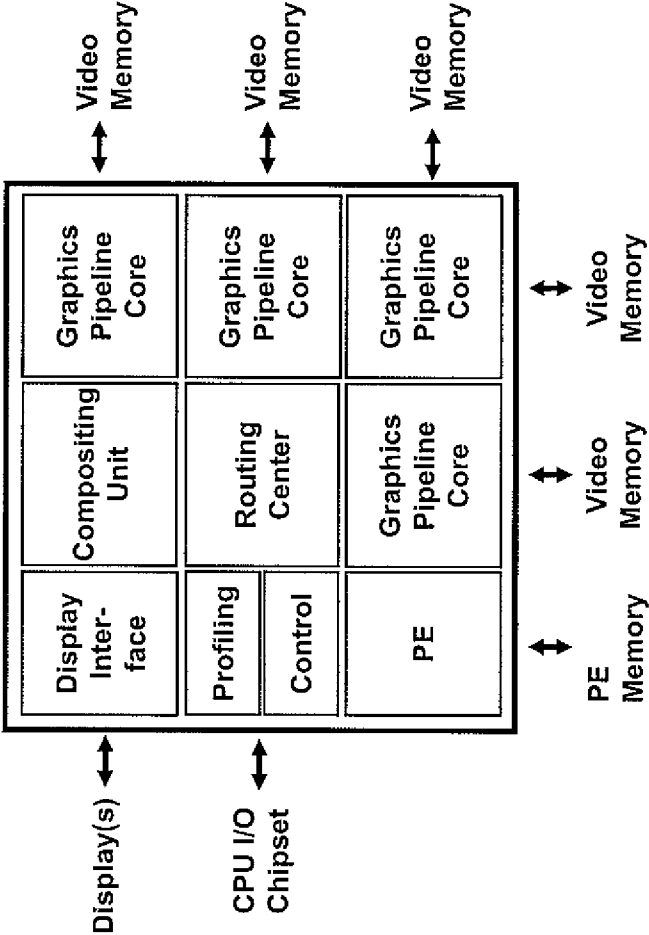 Display(s)
CPU I/O
Chipset
Display
Inter-
face
Compositing
Unit
Graphics
Pipeline
Core
Video
Memory
Profiling
Control
Routing
Center
Graphics
Pipeline
Core
Video
Memory
PE
Graphics
Pipeline
Core
Graphics
Pipeline
Core
Video
Memory
PE
Memory
Video
Memory
Video
Memory